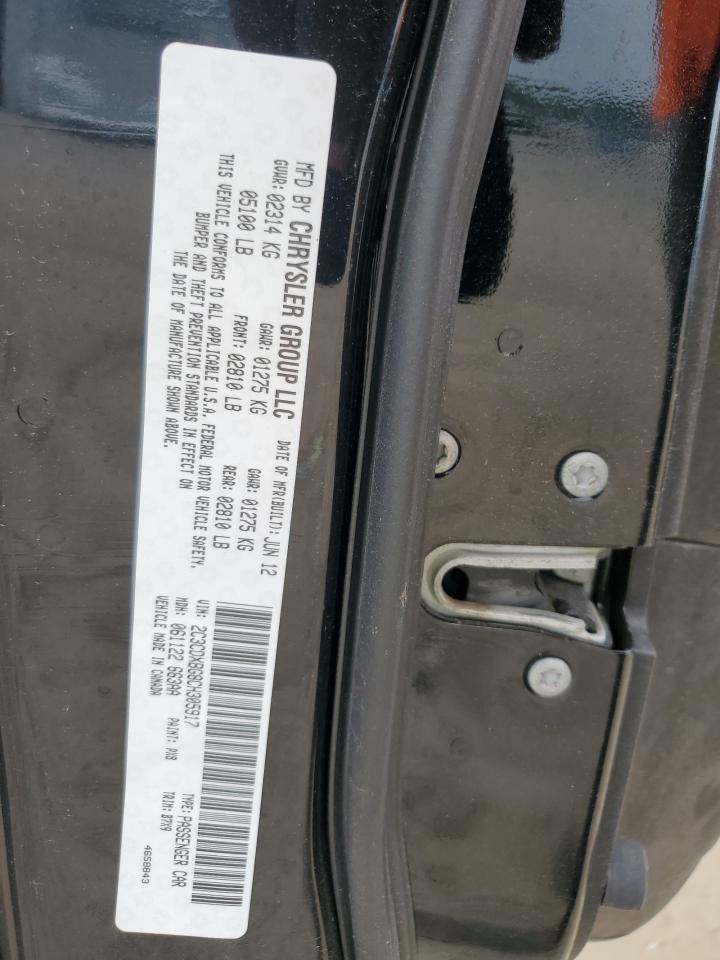 MFD BY CHRYSLER GROUP LLC
DATE OF MFR(BUILT): JUN 12
GVWR: 02314 KG GAWR: 01275 KG GAWR: 01275 KG
05100 LB FRONT: 02810 LB REAR: 02810 LB
THIS VEHICLE CONFORMS TO ALL APPLICABLE U.S.A. FEDERAL MOTOR VEHICLE SAFETY,
BUMPER AND THEFT PREVENTION STANDARDS IN EFFECT ON
THE DATE OF MANUFACTURE SHOWN ABOVE.
VIN: 2C3CDXBG8CH305917 TYPE: PASSENGER CAR
MDH: 061122 663AA PAINT: PX8 TRIM: B7X9
VEHICLE MADE IN CANADA
4658843